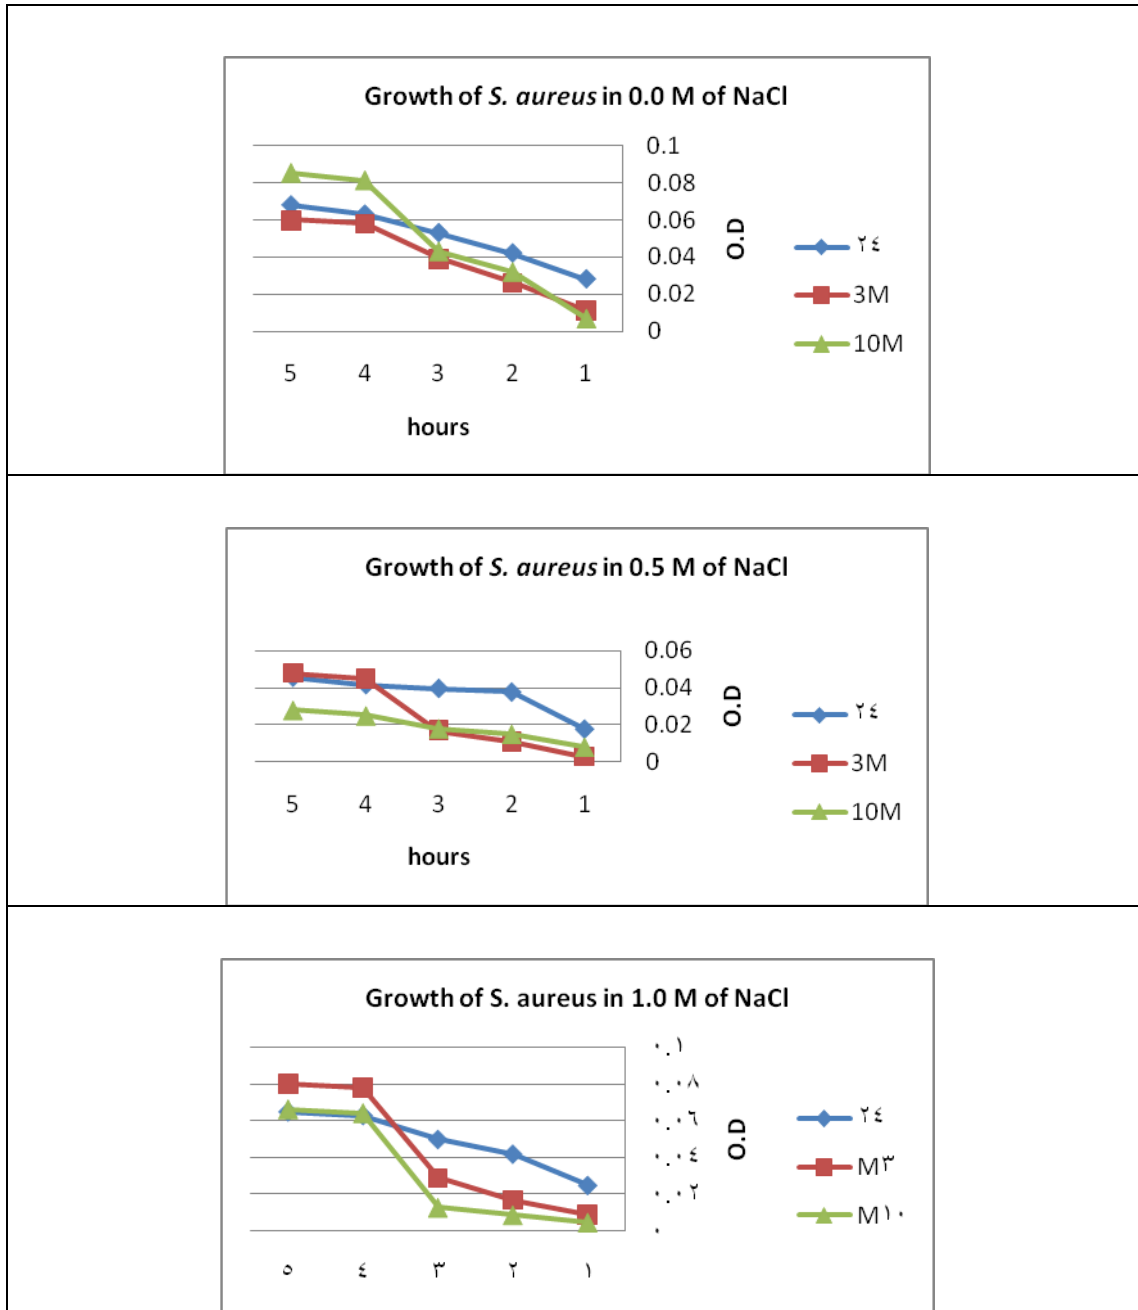 Growth of S. aureus in 0.0 M of NaCl
0.1
0.08
0.06
0.04
0.02
0
O.D
٢٤
3M
10M
5 4 3 2 1
hours
Growth of S. aureus in 0.5 M of NaCl
0.06
0.04
0.02
0
O.D
٢٤
3M
10M
5 4 3 2 1
hours
Growth of S. aureus in 1.0 M of NaCl
٠.١
٠.٠٨
٠.٠٦
٠.٠٤
٠.٠٢
٠
O.D
٢٤
M٣
M١٠
٥ ٤ ٣ ٢ ١